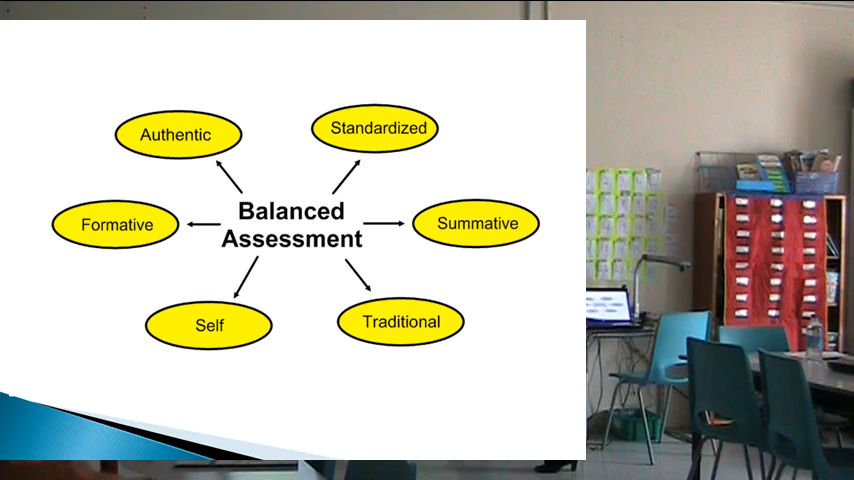 Authentic
Standardized
Balanced
Assessment
Formative
Summative
Self
Traditional